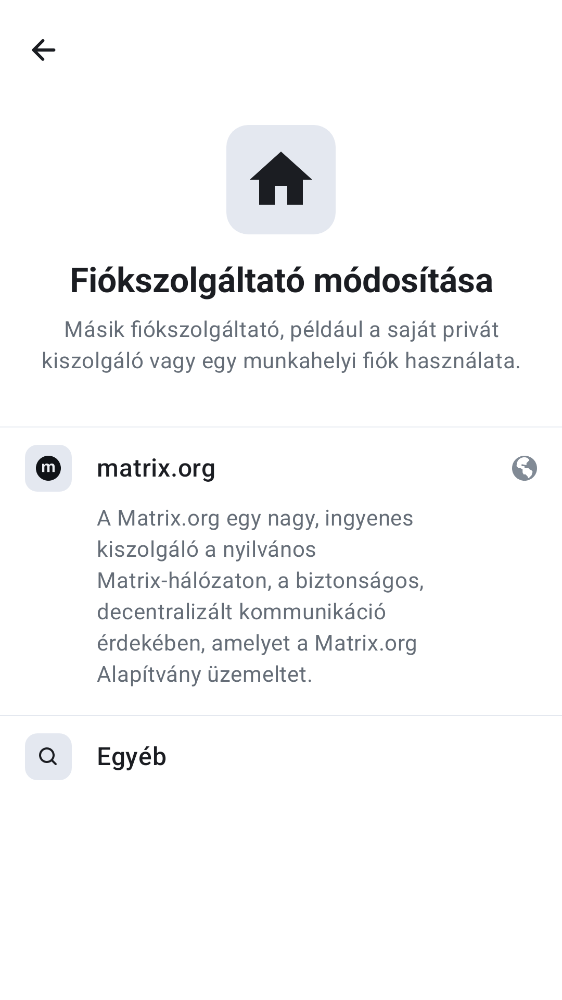 Fiókszolgáltató módosítása
Másik fiókszolgáltató, például a saját privát
kiszolgáló vagy egy munkahelyi fiók használata.
m
matrix.org
A Matrix.org egy nagy, ingyenes
kiszolgáló a nyilvános
Matrix-hálózaton, a biztonságos,
decentralizált kommunikáció
érdekében, amelyet a Matrix.org
Alapítvány üzemeltet.
Egyéb